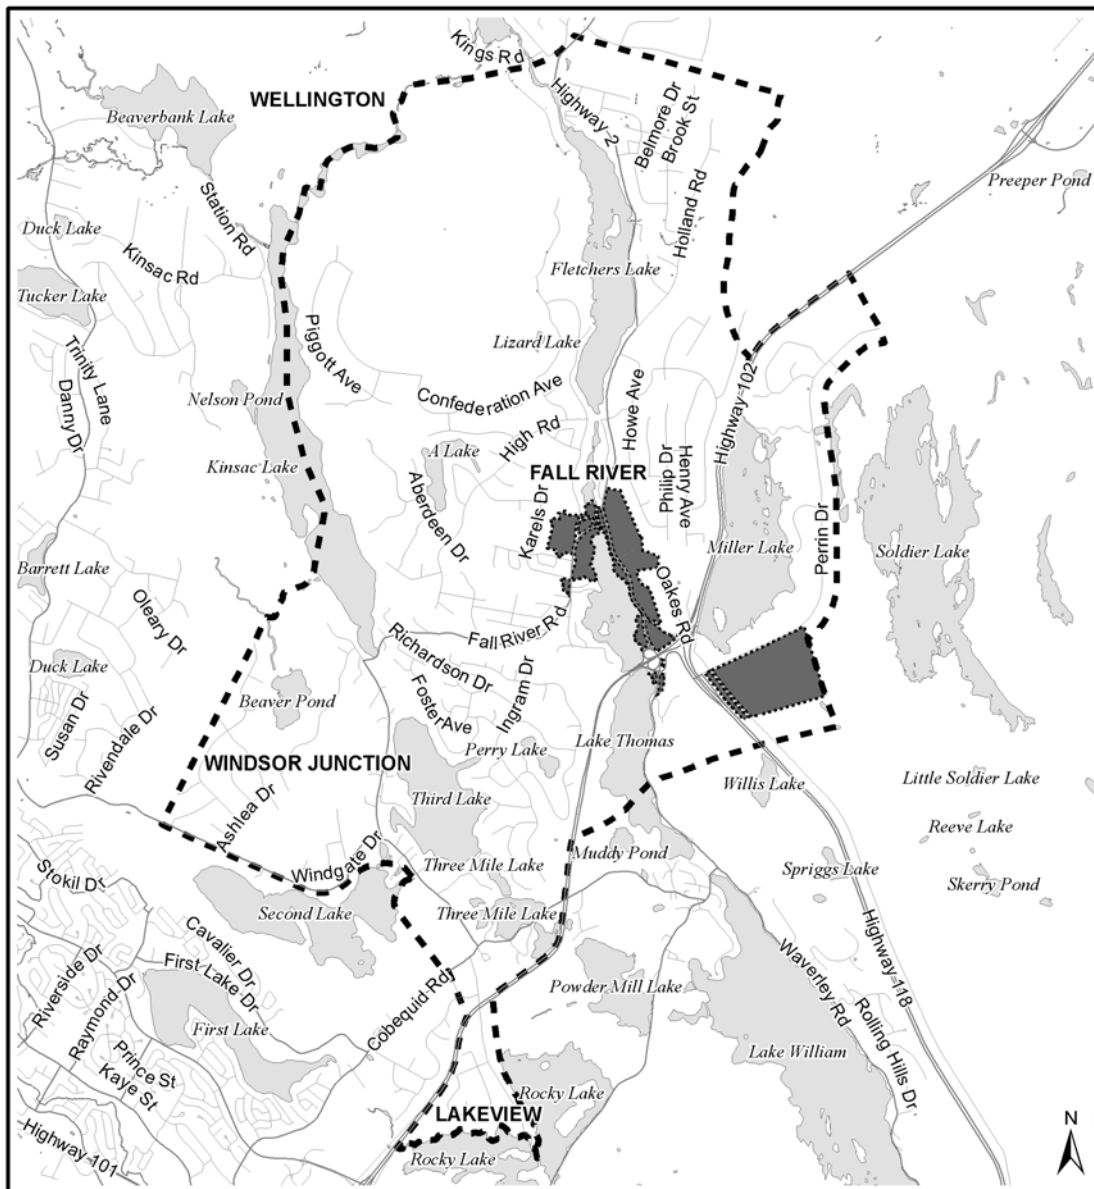 Kings Rd
WELLINGTON
Beaverbank Lake
Highway 2
Belmore Dr
Brook St
Preeper Pond
Station Rd
Duck Lake
Kinsac Rd
Holland Rd
Fletchers Lake
Tucker Lake
Piggott Ave
Lizard Lake
Trinity Lane
Danny Dr
Nelson Pond
Confederation Ave
Howe Ave
Highway 102
High Rd
A Lake
FALL RIVER
Kinsac Lake
Philip Dr
Henry Ave
Aberdeen Dr
Karels Dr
Miller Lake
Perrin Dr
Soldier Lake
Barrett Lake
Oleary Dr
Oakes Rd
Fall River Rd
Richardson Dr
Duck Lake
Susan Dr
Beaver Pond
Foster Ave
Ingram Dr
Rivendale Dr
WINDSOR JUNCTION
Perry Lake
Lake Thomas
Willis Lake
Little Soldier Lake
Third Lake
Ashlea Dr
Reeve Lake
Windgate Dr
Three Mile Lake
Muddy Pond
Spriggs Lake
Skerry Pond
Stokil Dr
Second Lake
Three Mile Lake
Cavalier Dr
First Lake Dr
Riverside Dr
Raymond Dr
Cobequid Rd
Powder Mill Lake
Waverley Rd
Highway 118
First Lake
Rolling Hills Dr
Prince St
Kaye St
Lake William
Rocky Lake
LAKEVIEW
Highway 101
Rocky Lake
N